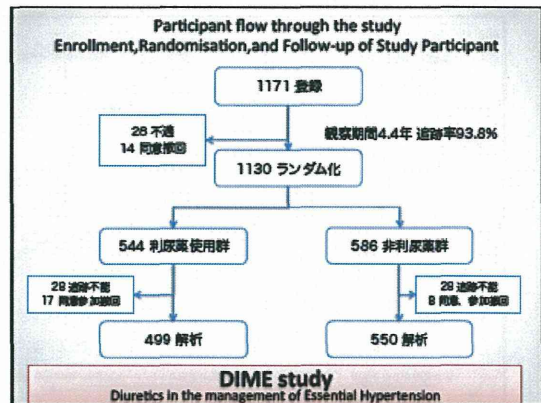 Participant flow through the study
Enrollment,Randomisation,and Follow-up of Study Participant
1171 登録
28 不適
14 同意撤回
観察期間4.4年 追跡率93.8%
1130 ランダム化
544 利尿薬使用群
586 非利尿薬群
28 追跡不能
17 同意参加撤回
28 追跡不能
8 同意、参加撤回
499 解析
550 解析
DIME study
Diuretics in the management of Essential Hypertension